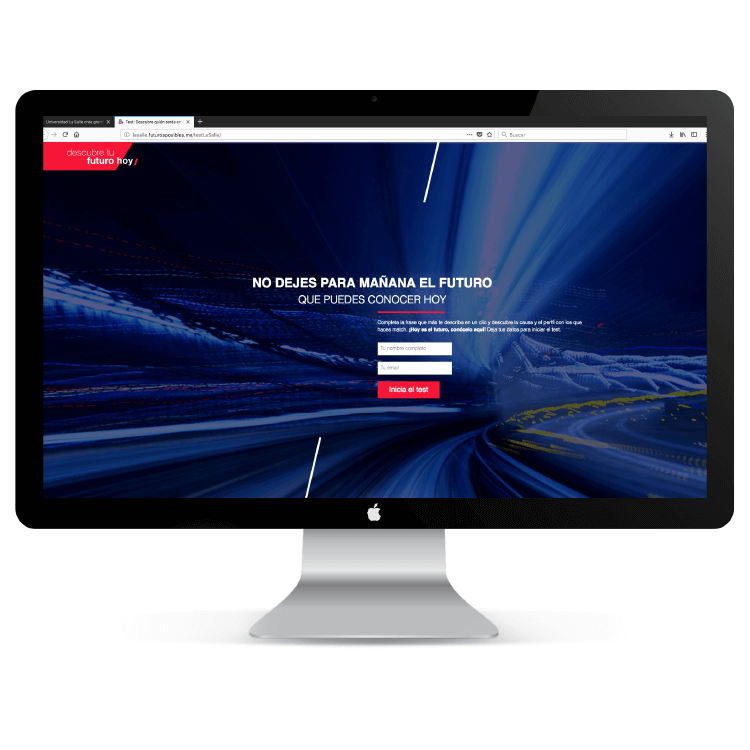 Universidad La Salle crea
Test: Descubre quién serás en
lasalle.futurosposibles.mx/testLaSalle/
Buscar
descubre tu
futuro hoy
NO DEJES PARA MAÑANA EL FUTURO
QUE PUEDES CONOCER HOY
Completa la frase que más te describa en un clic y descubre la causa y el perfil con los que
haces match. ¡Hoy es el futuro, conócelo aquí! Deja tus datos para iniciar el test.
Tu nombre completo
Tu email
Inicia el test